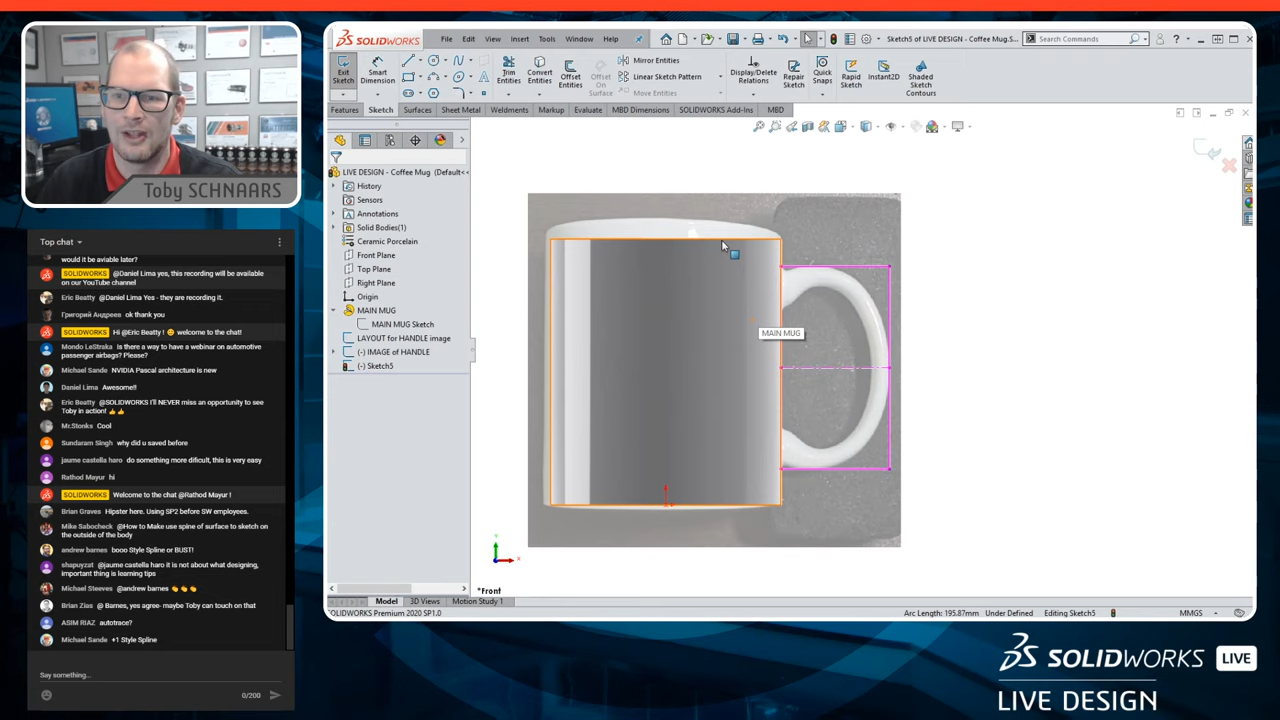 Toby SCHNAARS
Top chat
would it be aviable later?
SOLIDWORKS @Daniel Lima yes, this recording will be available
on our YouTube channel
Eric Beatty @Daniel Lima Yes - they are recording it.
Григорий Андреев ok thank you
SOLIDWORKS Hi @Eric Beatty ! welcome to the chat!
Mondo LeStraka Is there a way to have a webinar on automotive
passenger airbags? Please?
Michael Sande NVIDIA Pascal architecture is new
Daniel Lima Awesome!!
Eric Beatty @SOLIDWORKS I'll NEVER miss an opportunity to see
Toby in action!
Mr.Stonks Cool
Sundaram Singh why did u saved before
jaume castella haro do something more dificult, this is very easy
Rathod Mayur hi
SOLIDWORKS Welcome to the chat @Rathod Mayur !
Brian Graves Hipster here. Using SP2 before SW employees.
Mike Sabocheck @How to Make use spine of surface to sketch on
the outside of the body
andrew barnes booo Style Spline or BUST!
shapuyzat @jaume castella haro it is not about what designing,
important thing is learning tips
Michael Steeves @andrew barnes
Brian Zias @ Barnes, yes agree- maybe Toby can touch on that
ASIM RIAZ autotrace?
Michael Sande +1 Style Spline
Say something...
0/200
SOLIDWORKS File Edit View Insert Tools Window Help Sketch5 of LIVE DESIGN - Coffee Mug.S... Search Commands
Exit Sketch
Smart Dimension
Trim Entities
Convert Entities
Offset Entities
Offset On Surface
Mirror Entities
Linear Sketch Pattern
Move Entities
Display/Delete Relations
Repair Sketch
Quick Snaps
Rapid Sketch
Instant2D
Shaded Sketch Contours
Features Sketch Surfaces Sheet Metal Weldments Markup Evaluate MBD Dimensions SOLIDWORKS Add-Ins MBD
LIVE DESIGN - Coffee Mug (Default<<
History
Sensors
Annotations
Solid Bodies(1)
Ceramic Porcelain
Front Plane
Top Plane
Right Plane
Origin
MAIN MUG
MAIN MUG Sketch
LAYOUT for HANDLE image
(-) IMAGE of HANDLE
(-) Sketch5
MAIN MUG
Y
X
*Front
Model 3D Views Motion Study 1
SOLIDWORKS Premium 2020 SP1.0 Arc Length: 195.87mm Under Defined Editing Sketch5 MMGS
SOLIDWORKS LIVE
LIVE DESIGN